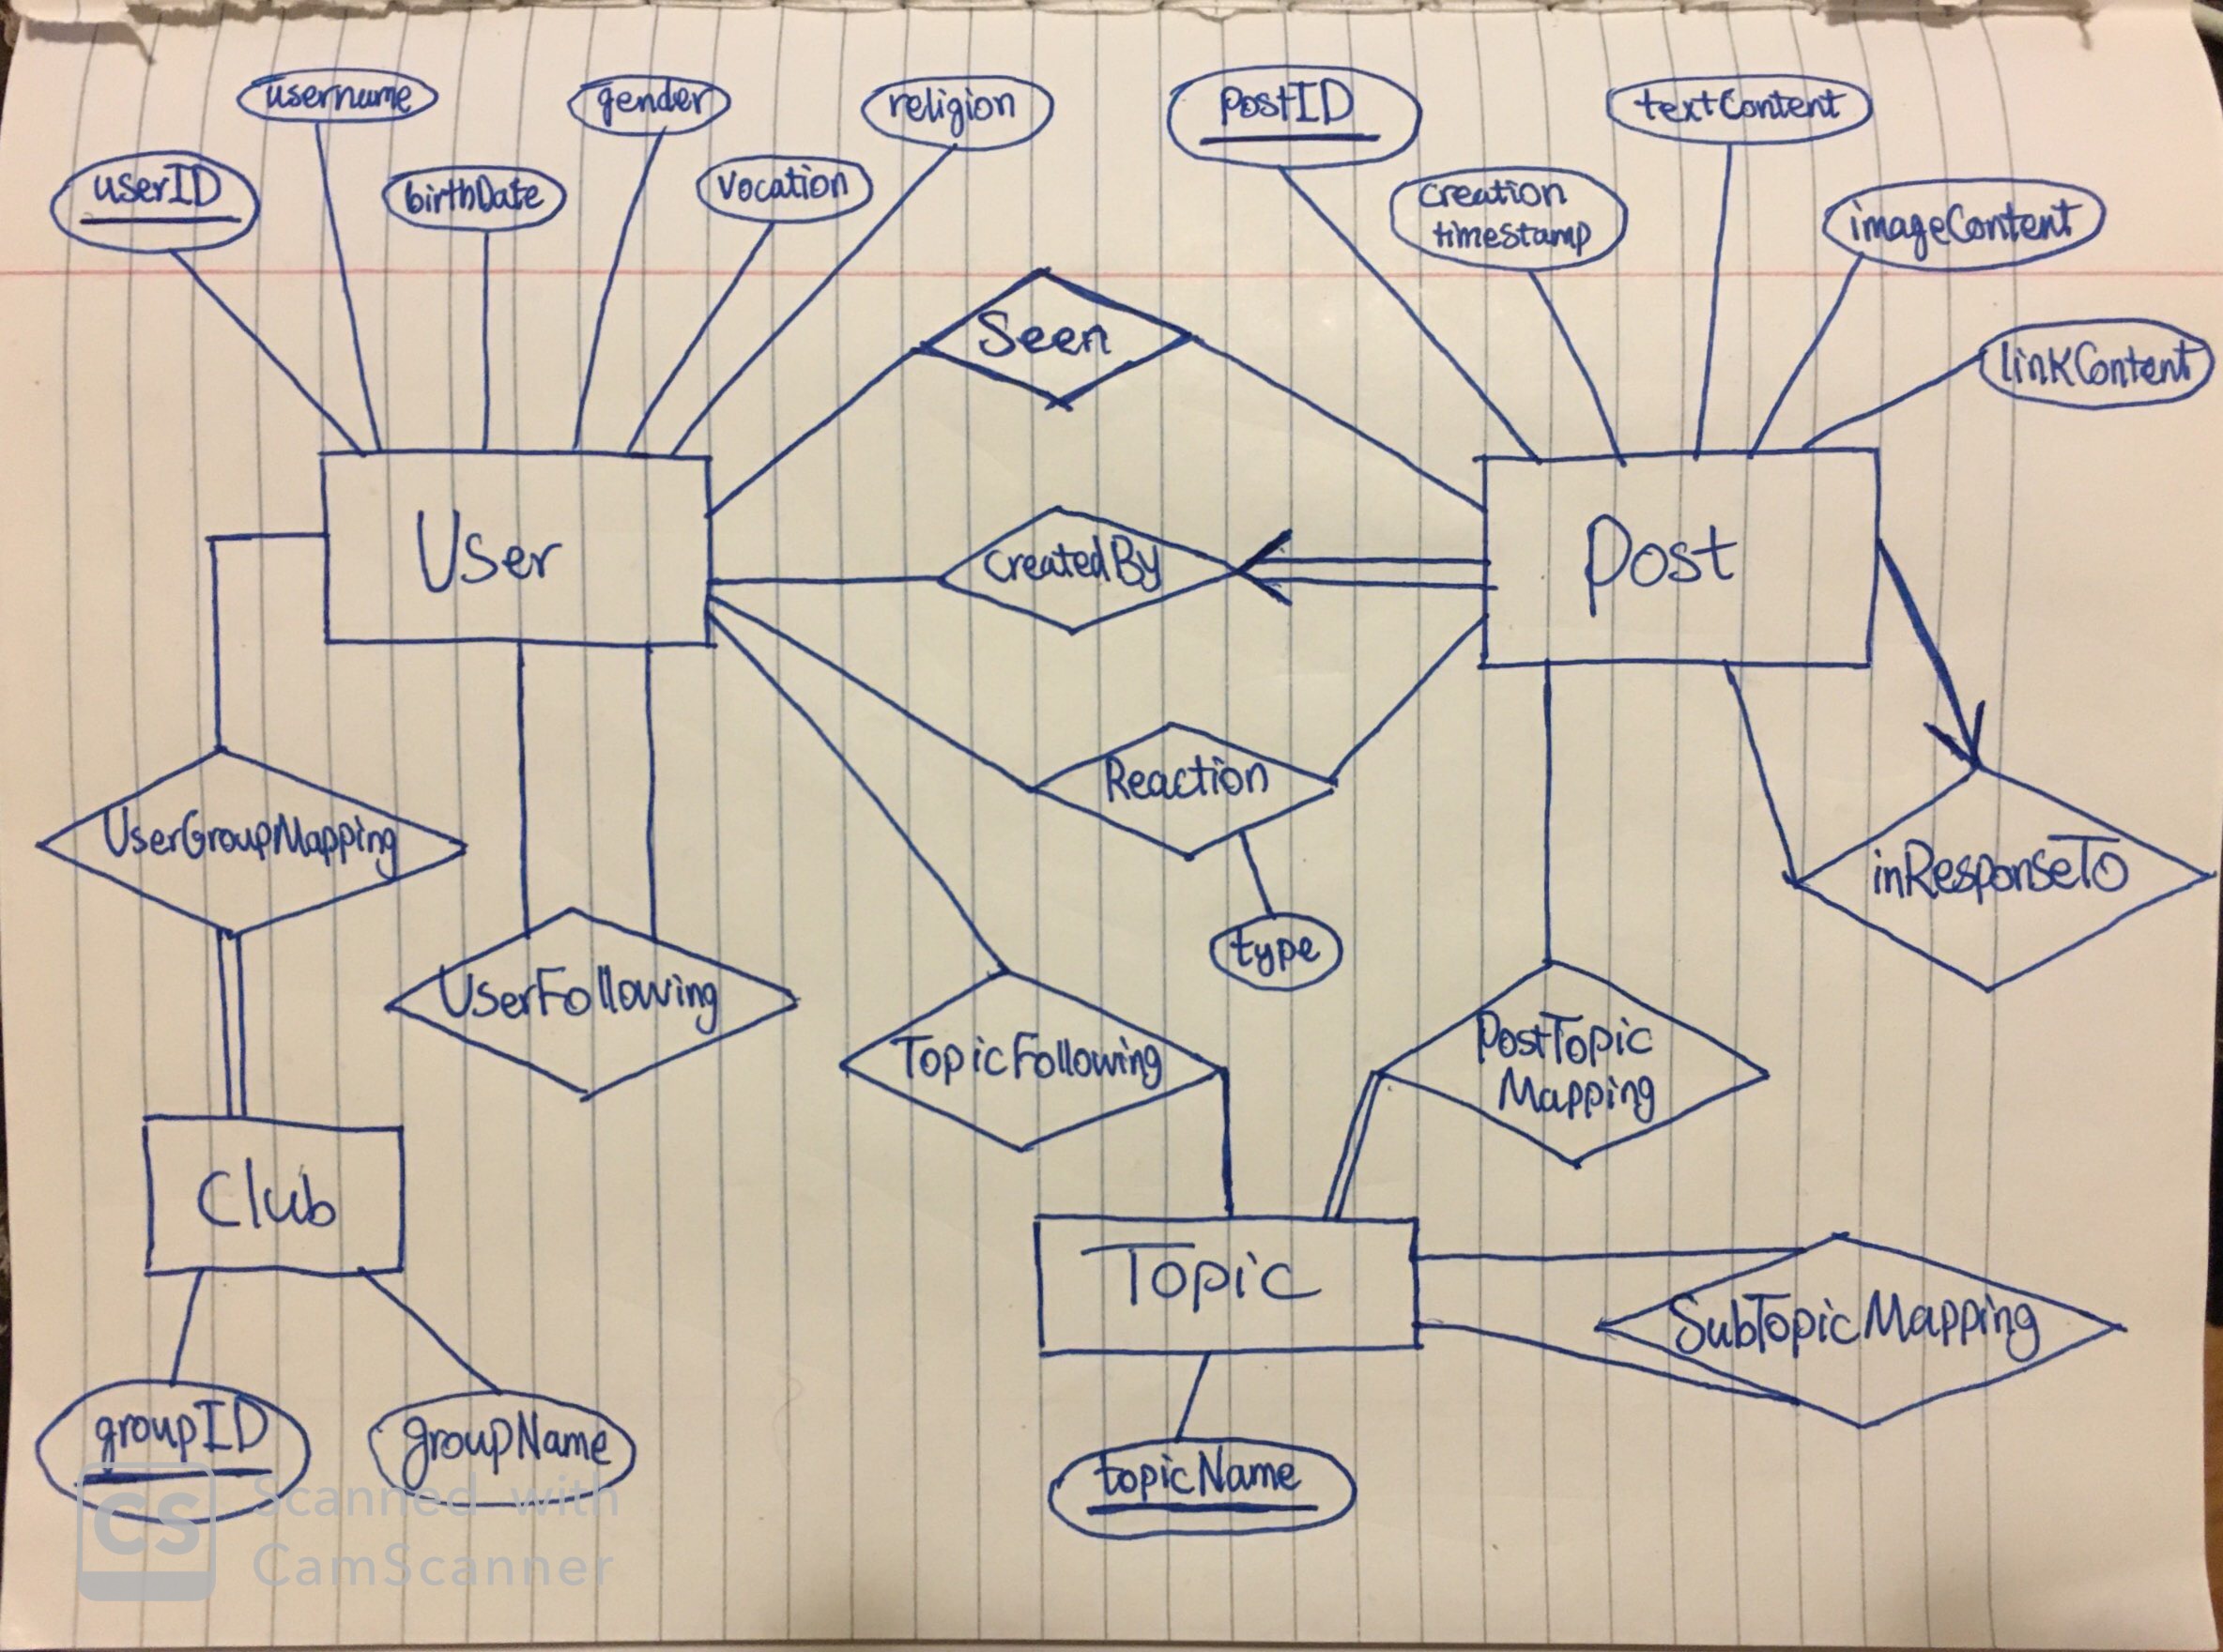 username
gender
religion
postID
textContent
userID
birthDate
vocation
creation
timestamp
imageContent
Seen
linkContent
User
createdBy
Post
Reaction
UserGroupMapping
inResponseTo
type
UserFollowing
TopicFollowing
PostTopic
Mapping
Club
Topic
SubTopicMapping
groupID
groupName
topicName
CS
Scanned with
CamScanner